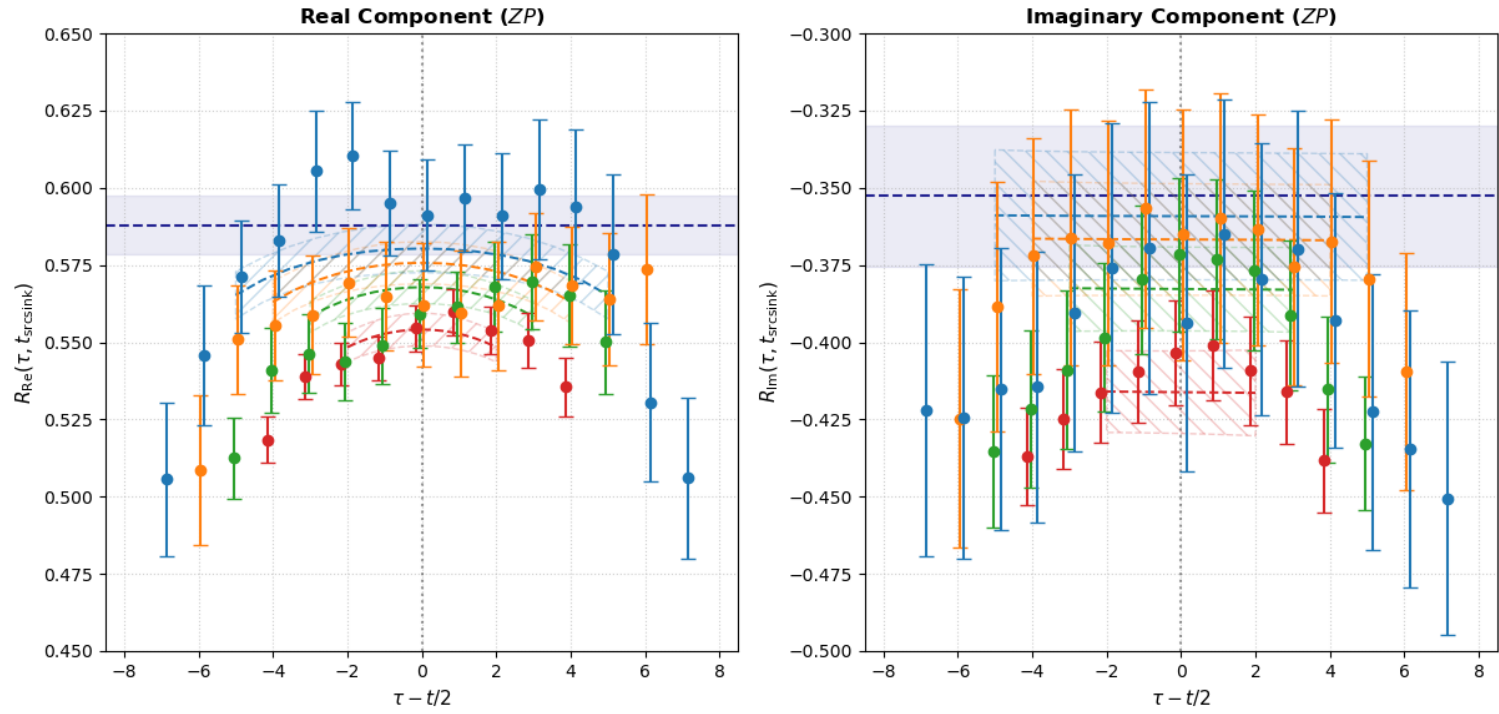 Real Component (ZP)
0.650
0.625
0.600
0.575
0.550
0.525
0.500
0.475
0.450
R_Re(τ, t_srcsink)
−8 −6 −4 −2 0 2 4 6 8
τ − t/2
Imaginary Component (ZP)
−0.300
−0.325
−0.350
−0.375
−0.400
−0.425
−0.450
−0.475
−0.500
R_Im(τ, t_srcsink)
−8 −6 −4 −2 0 2 4 6 8
τ − t/2